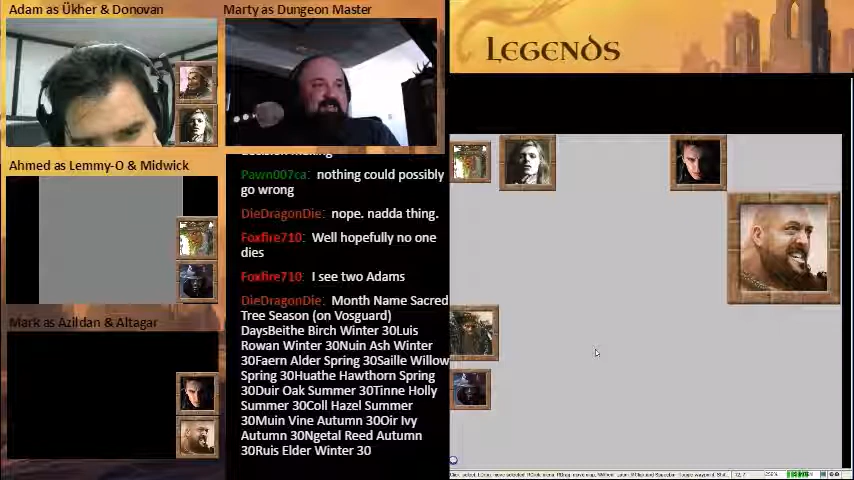 Adam as Ükher & Donovan
Marty as Dungeon Master
LEGENDS
Ahmed as Lemmy-O & Midwick
Mark as Azildan & Altagar
Pawn007ca: nothing could possibly
go wrong
DieDragonDie: nope. nadda thing.
Foxfire710: Well hopefully no one
dies
Foxfire710: I see two Adams
DieDragonDie: Month Name Sacred
Tree Season (on Vosguard)
DaysBeithe Birch Winter 30Luis
Rowan Winter 30Nuin Ash Winter
30Faern Alder Spring 30Saille Willow
Spring 30Huathe Hawthorn Spring
30Duir Oak Summer 30Tinne Holly
Summer 30Coll Hazel Summer
30Muin Vine Autumn 30Oir Ivy
Autumn 30Ngetal Reed Autumn
30Ruis Elder Winter 30